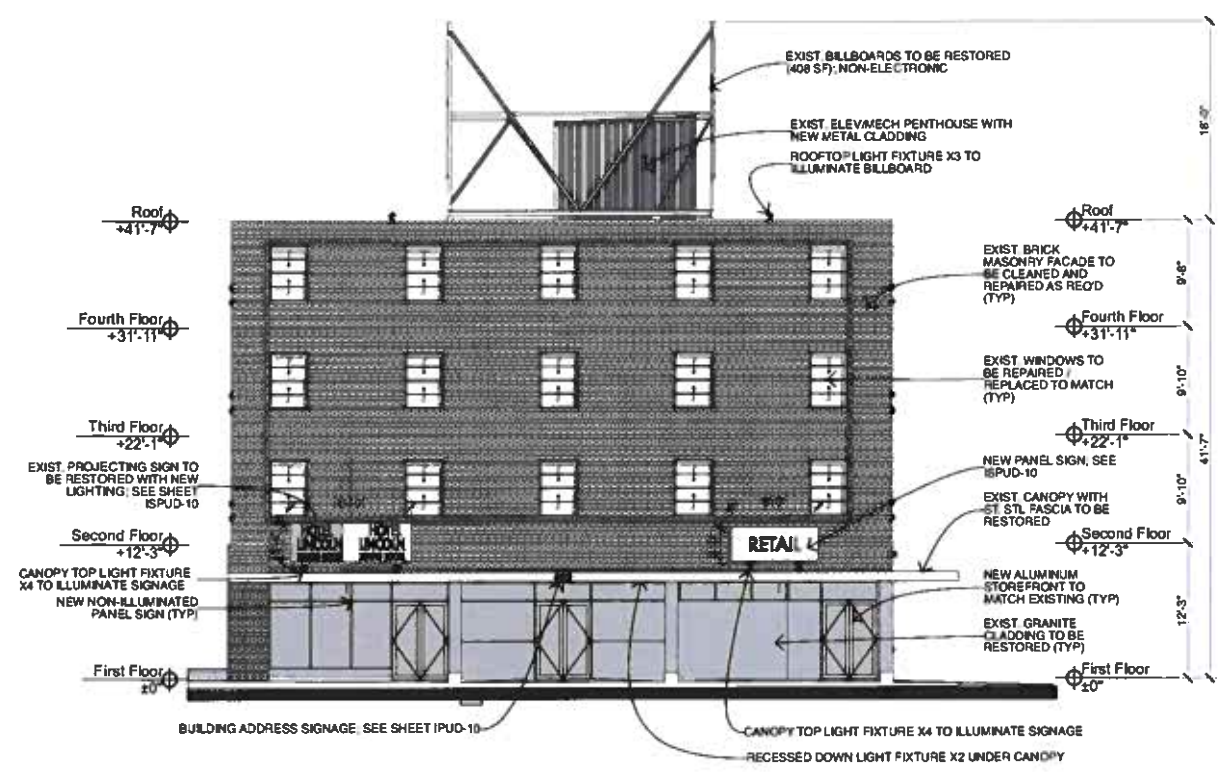 EXIST. BILLBOARDS TO BE RESTORED
(408 SF); NON-ELECTRONIC
EXIST. ELEV/MECH PENTHOUSE WITH
NEW METAL CLADDING
ROOFTOP LIGHT FIXTURE X3 TO
ILLUMINATE BILLBOARD
Roof
+41'-7"
Fourth Floor
+31'-11"
Third Floor
+22'-1"
EXIST. PROJECTING SIGN TO
BE RESTORED WITH NEW
LIGHTING; SEE SHEET
ISPUD-10
Second Floor
+12'-3"
CANOPY TOP LIGHT FIXTURE
X4 TO ILLUMINATE SIGNAGE
NEW NON-ILLUMINATED
PANEL SIGN (TYP)
First Floor
±0"
LINCOLN
LINCOLN
RETAIL
Roof
+41'-7"
EXIST. BRICK
MASONRY FACADE TO
BE CLEANED AND
REPAIRED AS REQ'D
(TYP)
Fourth Floor
+31'-11"
EXIST. WINDOWS TO
BE REPAIRED /
REPLACED TO MATCH
(TYP)
Third Floor
+22'-1"
NEW PANEL SIGN; SEE
ISPUD-10
EXIST. CANOPY WITH
ST. STL FASCIA TO BE
RESTORED
Second Floor
+12'-3"
NEW ALUMINUM
STOREFRONT TO
MATCH EXISTING (TYP)
EXIST. GRANITE
CLADDING TO BE
RESTORED (TYP)
First Floor
±0"
9'-8"
9'-10"
9'-10"
12'-3"
41'-7"
BUILDING ADDRESS SIGNAGE; SEE SHEET IPUD-10
CANOPY TOP LIGHT FIXTURE X4 TO ILLUMINATE SIGNAGE
RECESSED DOWN LIGHT FIXTURE X2 UNDER CANOPY